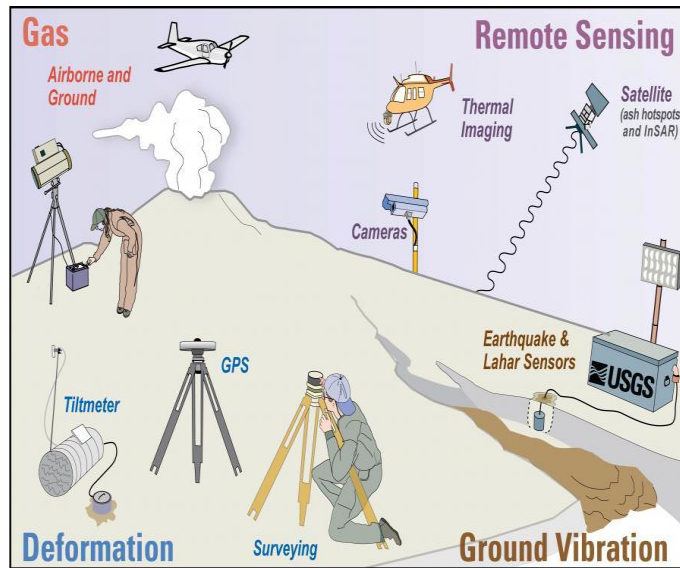 Gas
Airborne and
Ground
Remote Sensing
Thermal
Imaging
Satellite
(ash hotspots
and InSAR)
Cameras
Earthquake &
Lahar Sensors
USGS
GPS
Tiltmeter
Surveying
Deformation
Ground Vibration